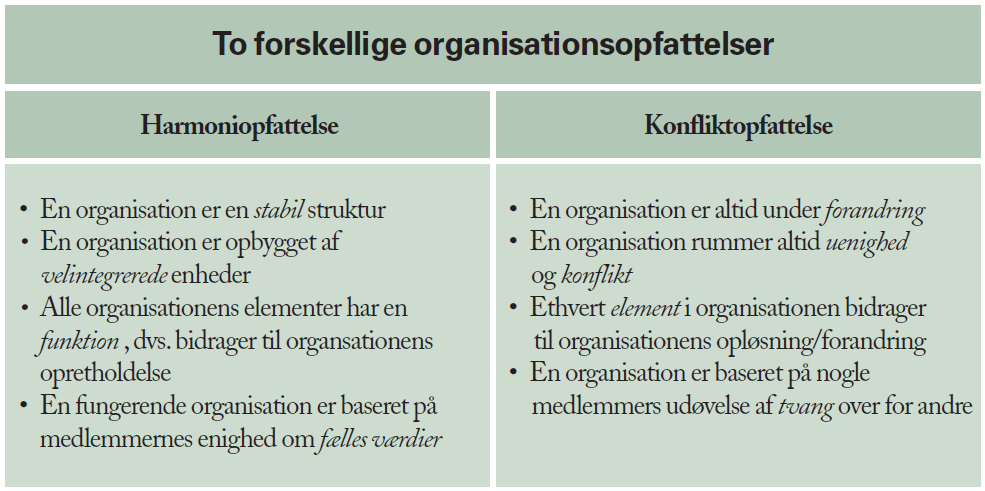 To forskellige organisationsopfattelser
Harmoniopfattelse
• En organisation er en stabil struktur
• En organisation er opbygget af
velintegrerede enheder
• Alle organisationens elementer har en
funktion , dvs. bidrager til organsationens
opretholdelse
• En fungerende organisation er baseret på
medlemmernes enighed om fælles værdier
Konfliktopfattelse
• En organisation er altid under forandring
• En organisation rummer altid uenighed
og konflikt
• Ethvert element i organisationen bidrager
til organisationens opløsning/forandring
• En organisation er baseret på nogle
medlemmers udøvelse af tvang over for andre